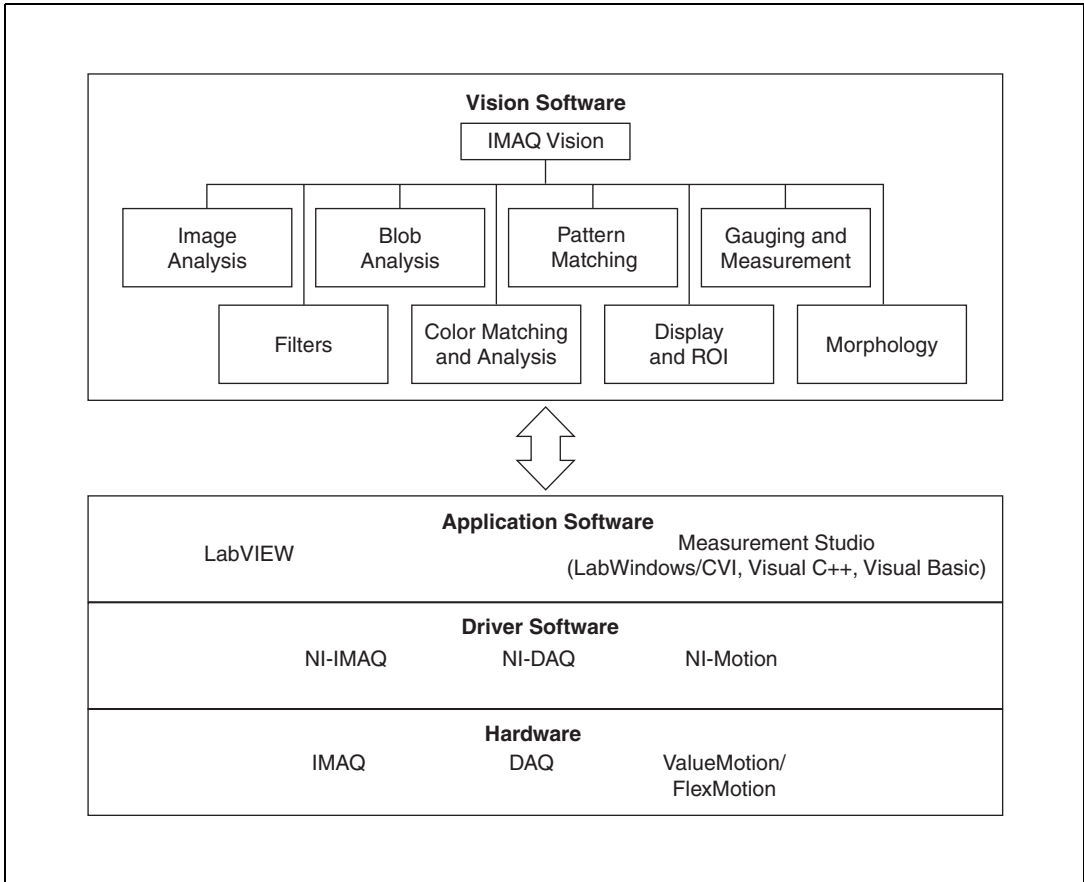 Vision Software
IMAQ Vision
Image
Analysis
Blob
Analysis
Pattern
Matching
Gauging and
Measurement
Filters
Color Matching
and Analysis
Display
and ROI
Morphology
Application Software
LabVIEW
Measurement Studio
(LabWindows/CVI, Visual C++, Visual Basic)
Driver Software
NI-IMAQ
NI-DAQ
NI-Motion
Hardware
IMAQ
DAQ
ValueMotion/
FlexMotion